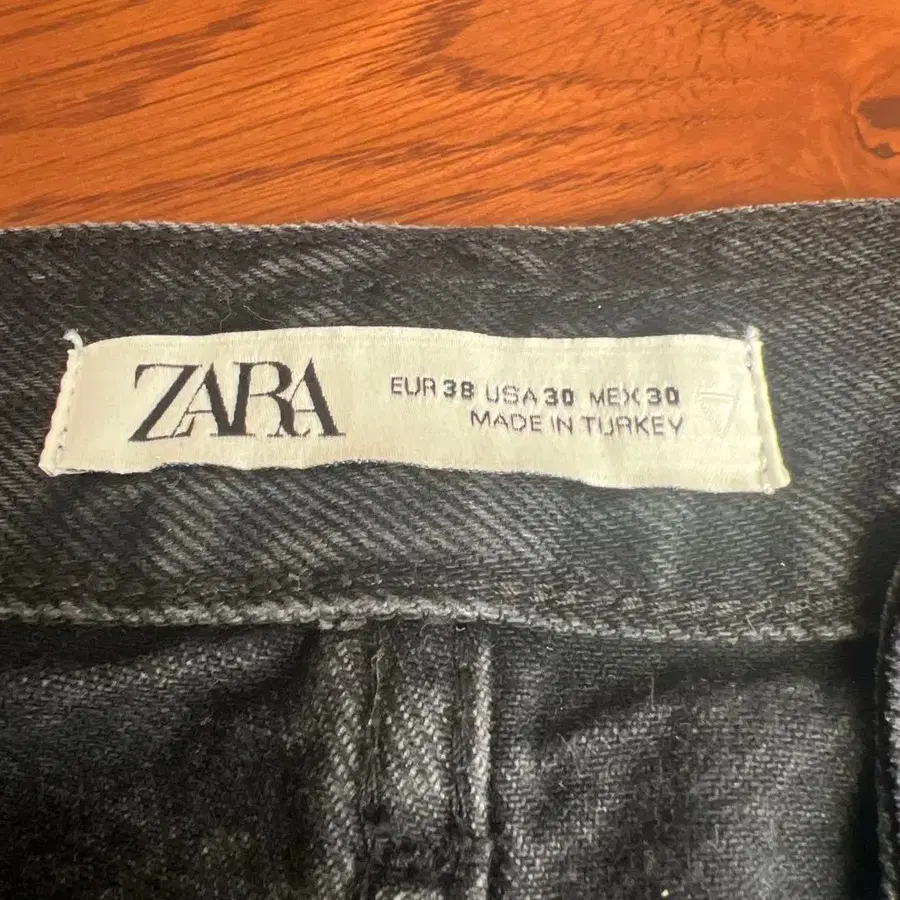 ZARA
EUR 38 USA 30 MEX 30
MADE IN TURKEY